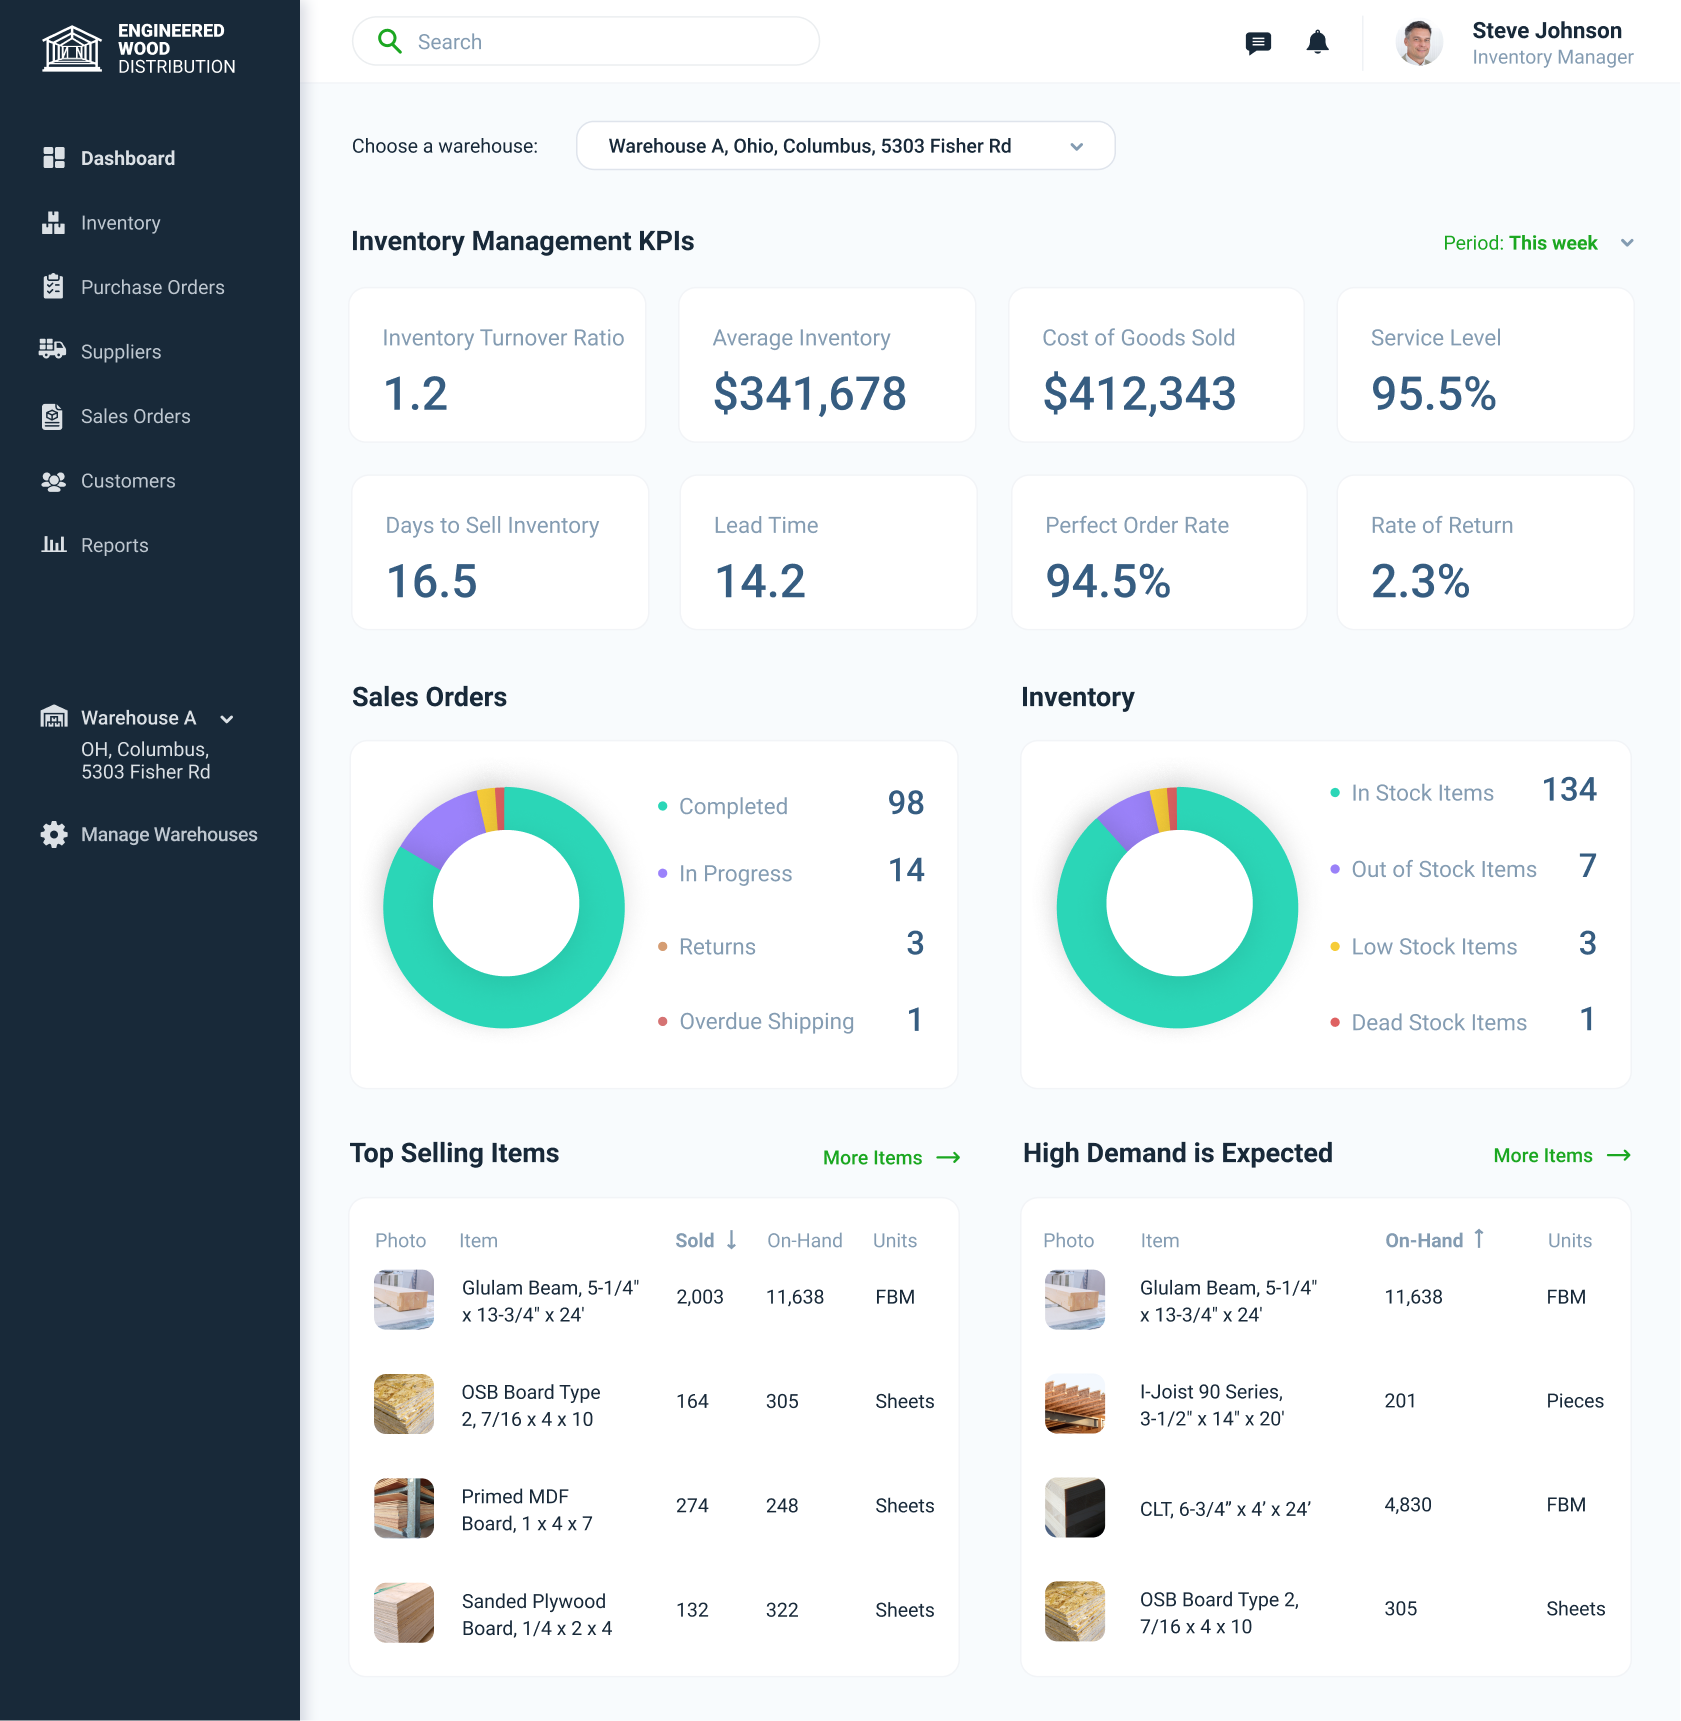 ENGINEERED
WOOD
DISTRIBUTION
Dashboard
Inventory
Purchase Orders
Suppliers
Sales Orders
Customers
Reports
Warehouse A
OH, Columbus,
5303 Fisher Rd
Manage Warehouses
Search
Steve Johnson
Inventory Manager
Choose a warehouse:
Warehouse A, Ohio, Columbus, 5303 Fisher Rd
Inventory Management KPIs
Period: This week
Inventory Turnover Ratio
1.2
Average Inventory
$341,678
Cost of Goods Sold
$412,343
Service Level
95.5%
Days to Sell Inventory
16.5
Lead Time
14.2
Perfect Order Rate
94.5%
Rate of Return
2.3%
Sales Orders
Completed 98
In Progress 14
Returns 3
Overdue Shipping 1
Inventory
In Stock Items 134
Out of Stock Items 7
Low Stock Items 3
Dead Stock Items 1
Top Selling Items
More Items →
Photo Item Sold ↓ On-Hand Units
Glulam Beam, 5-1/4"
x 13-3/4" x 24'
2,003 11,638 FBM
OSB Board Type
2, 7/16 x 4 x 10
164 305 Sheets
Primed MDF
Board, 1 x 4 x 7
274 248 Sheets
Sanded Plywood
Board, 1/4 x 2 x 4
132 322 Sheets
High Demand is Expected
More Items →
Photo Item On-Hand ↑ Units
Glulam Beam, 5-1/4"
x 13-3/4" x 24'
11,638 FBM
I-Joist 90 Series,
3-1/2" x 14" x 20'
201 Pieces
CLT, 6-3/4” x 4’ x 24’
4,830 FBM
OSB Board Type 2,
7/16 x 4 x 10
305 Sheets